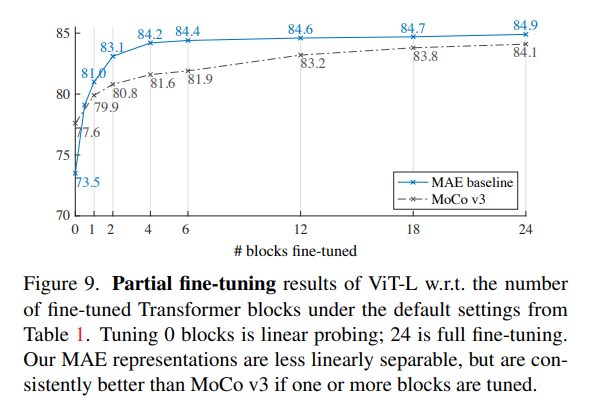 85
80
75
70
84.2 84.4 84.6 84.7 84.9
83.1
81.0
73.5
77.6
79.9
80.8
81.6
81.9
83.2
83.8
84.1
MAE baseline
MoCo v3
0 1 2 4 6 12 18 24
# blocks fine-tuned
Figure 9. Partial fine-tuning results of ViT-L w.r.t. the number
of fine-tuned Transformer blocks under the default settings from
Table 1. Tuning 0 blocks is linear probing; 24 is full fine-tuning.
Our MAE representations are less linearly separable, but are con-
sistently better than MoCo v3 if one or more blocks are tuned.